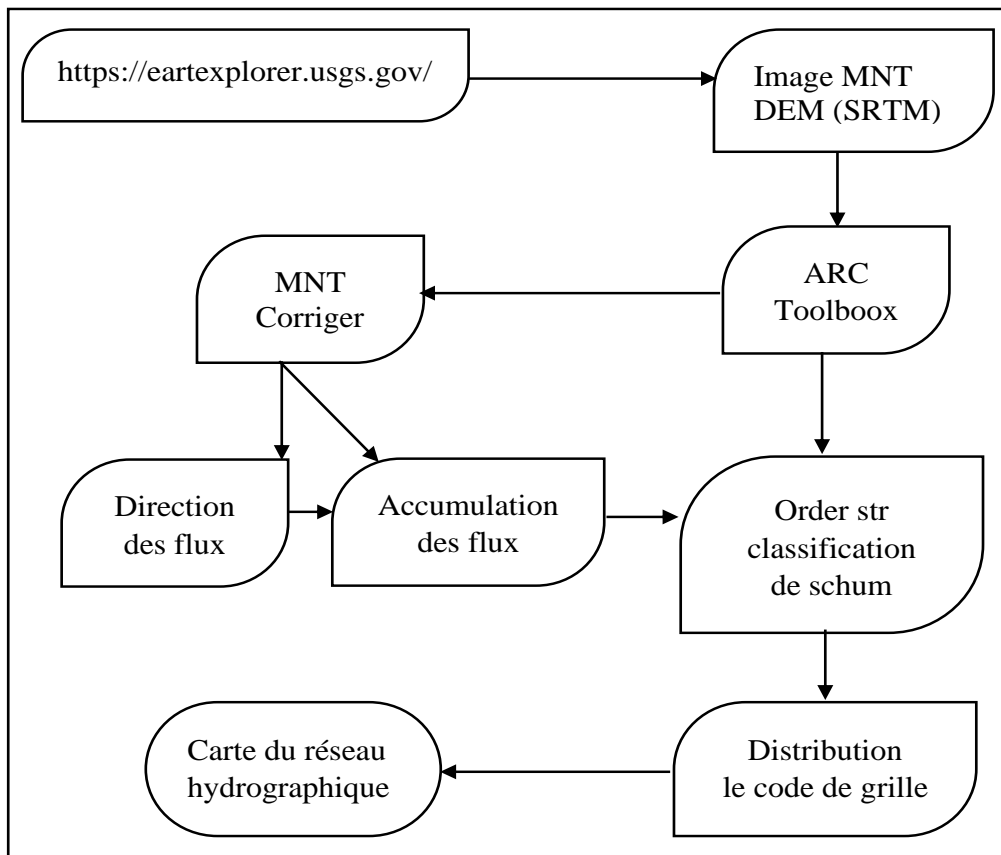 https://eartexplorer.usgs.gov/
Image MNT
DEM (SRTM)
ARC
Toolboox
MNT
Corriger
Direction
des flux
Accumulation
des flux
Order str
classification
de schum
Distribution
le code de grille
Carte du réseau
hydrographique